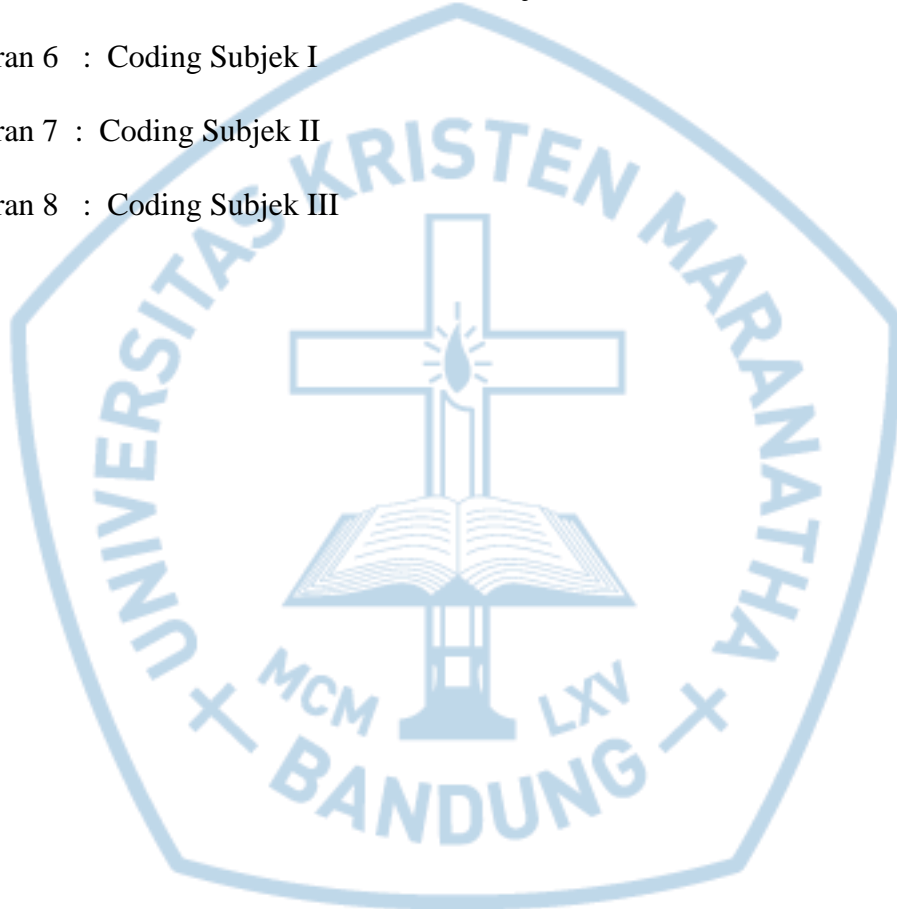 ran 6 : Coding Subjek I
ran 7 : Coding Subjek II
ran 8 : Coding Subjek III
UNIVERSITAS KRISTEN MARANATHA
MCM LXV
BANDUNG